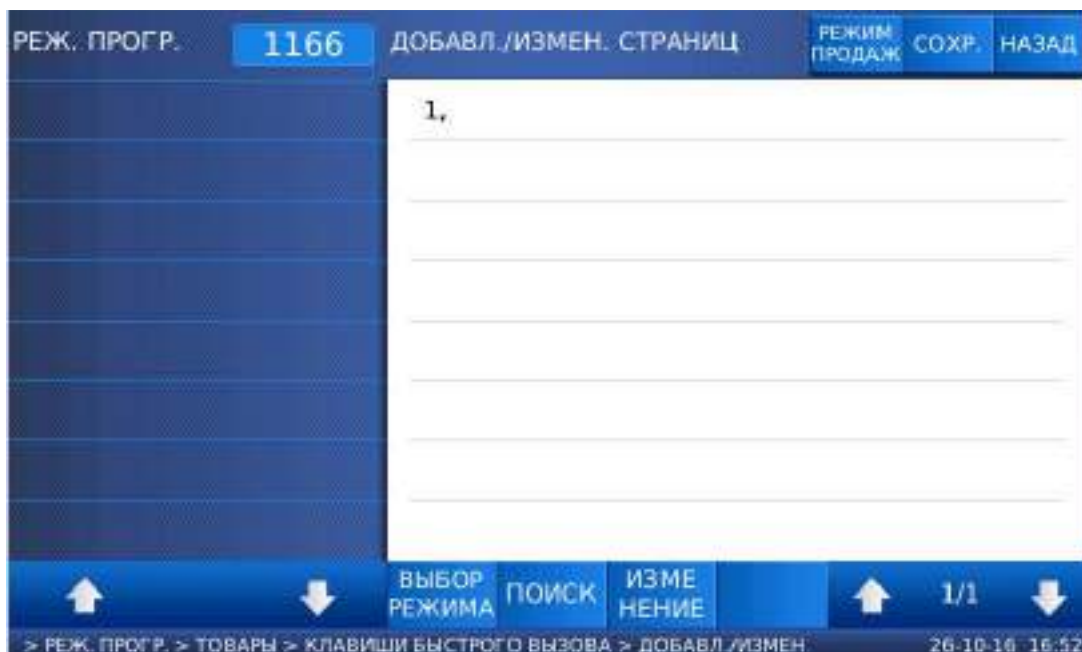 РЕЖ. ПРОГР. 1166 ДОБАВЛ./ИЗМЕН. СТРАНИЦ РЕЖИМ ПРОДАЖ СОХР. НАЗАД
1,
ВЫБОР РЕЖИМА ПОИСК ИЗМЕ НЕНИЕ 1/1
> РЕЖ. ПРОГР. > ТОВАРЫ > КЛАВИШИ БЫСТРОГО ВЫЗОВА > ДОБАВЛ./ИЗМЕН. 26-10-16 16:52